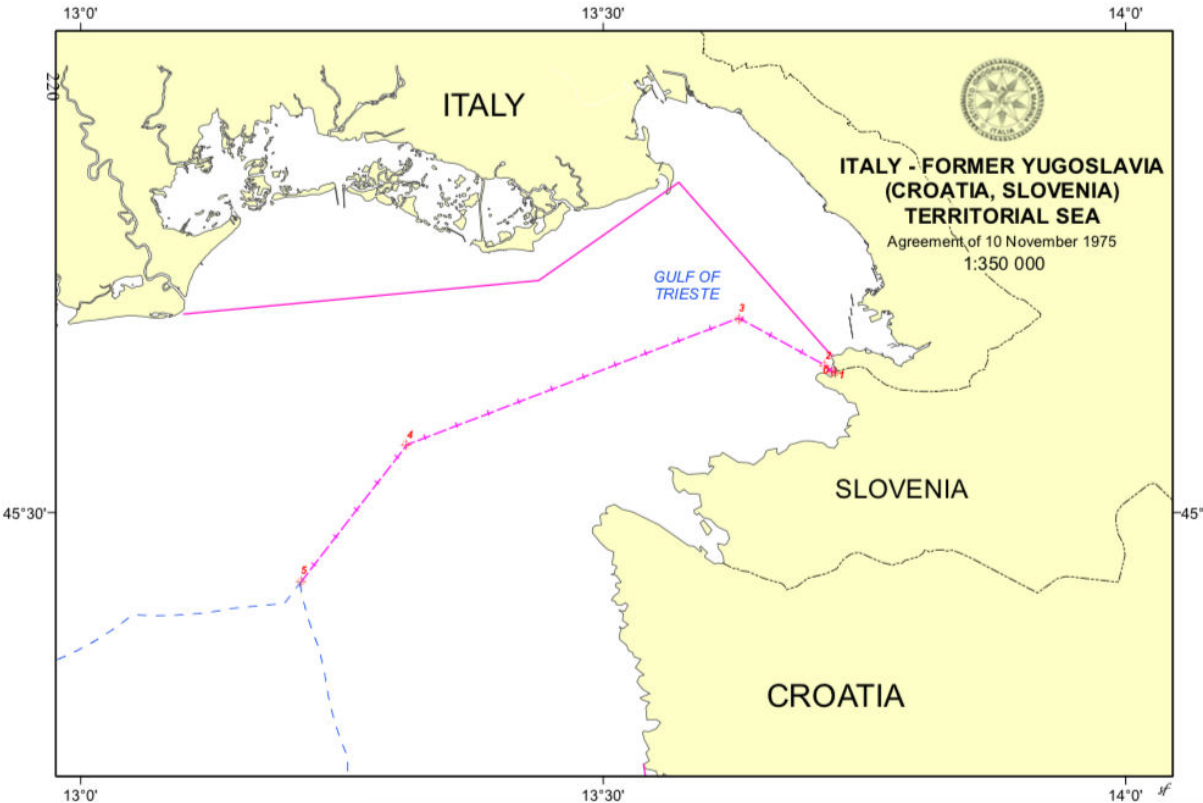 13°0' 13°30' 14°0'
220
ITALY
ITALY - FORMER YUGOSLAVIA
(CROATIA, SLOVENIA)
TERRITORIAL SEA
Agreement of 10 November 1975
1:350 000
GULF OF
TRIESTE
3
2
1
4
SLOVENIA
45°30' 45°
5
CROATIA
13°0' 13°30' 14°0'
sf